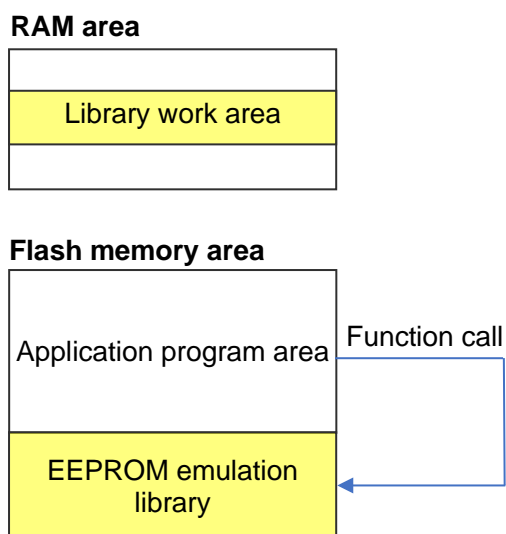 RAM area
Library work area
Flash memory area
Application program area
Function call
EEPROM emulation
library